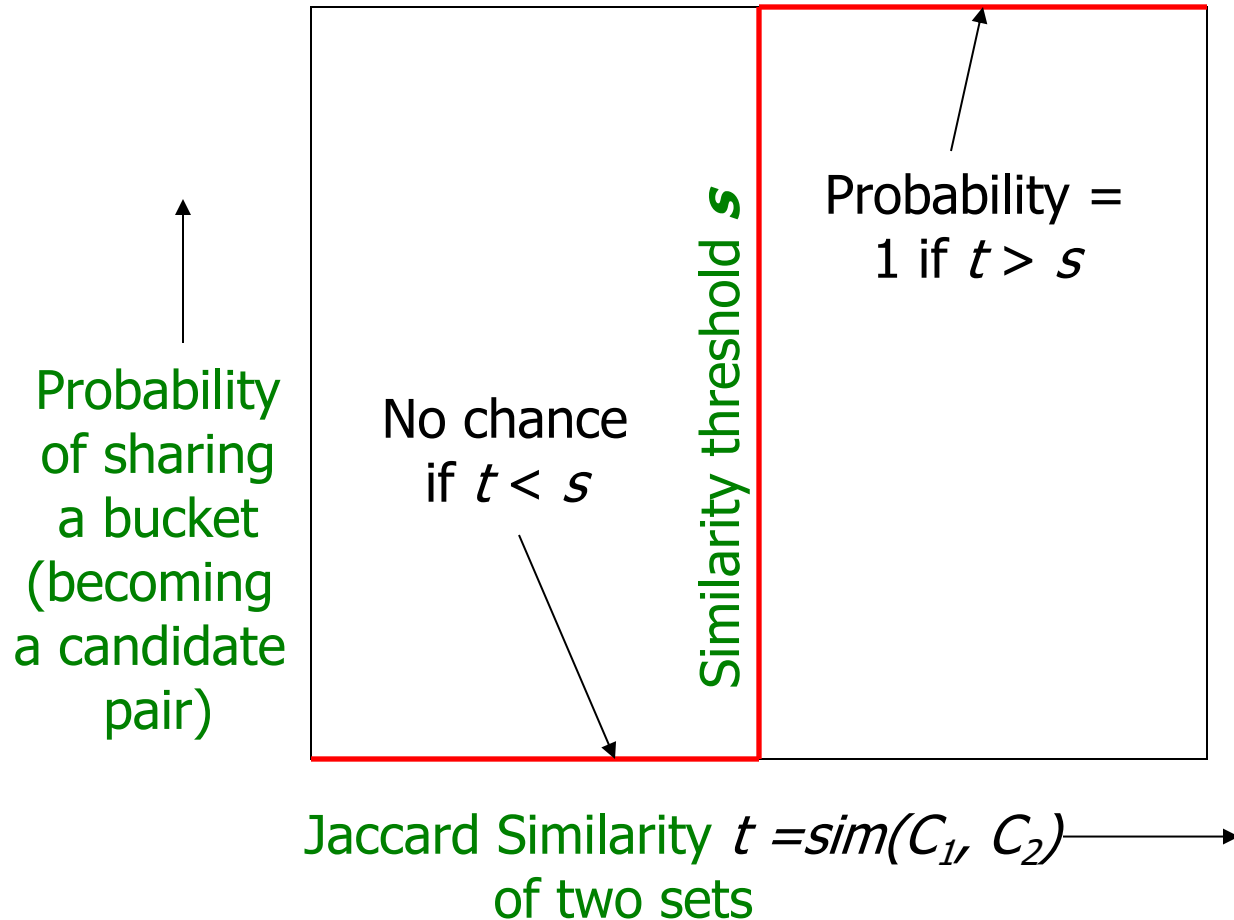 Probability =
1 if t > s
Similarity threshold s
Probability
of sharing
a bucket
(becoming
a candidate
pair)
No chance
if t < s
Jaccard Similarity t =sim(C1, C2)
of two sets